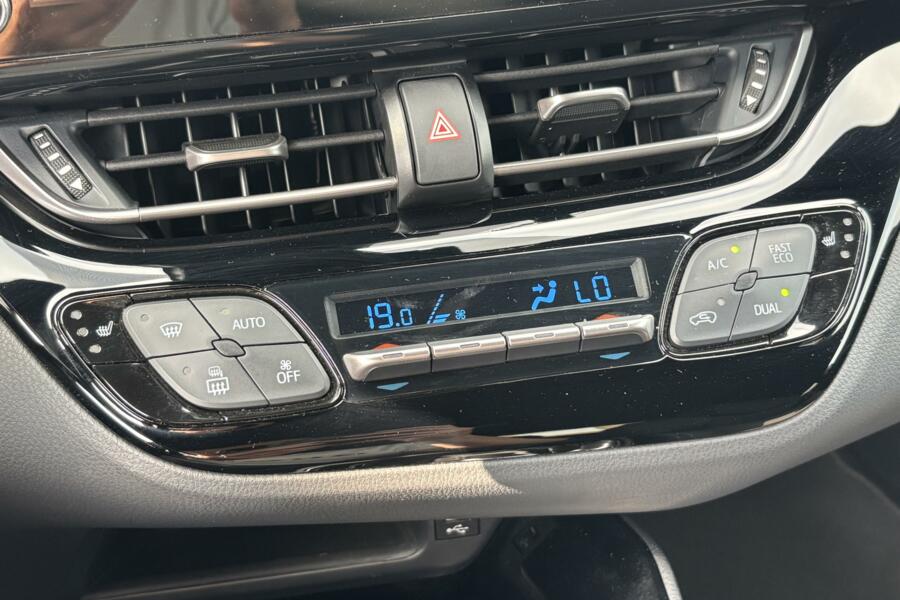 19.0
LO
AUTO
OFF
A/C
FAST
ECO
DUAL